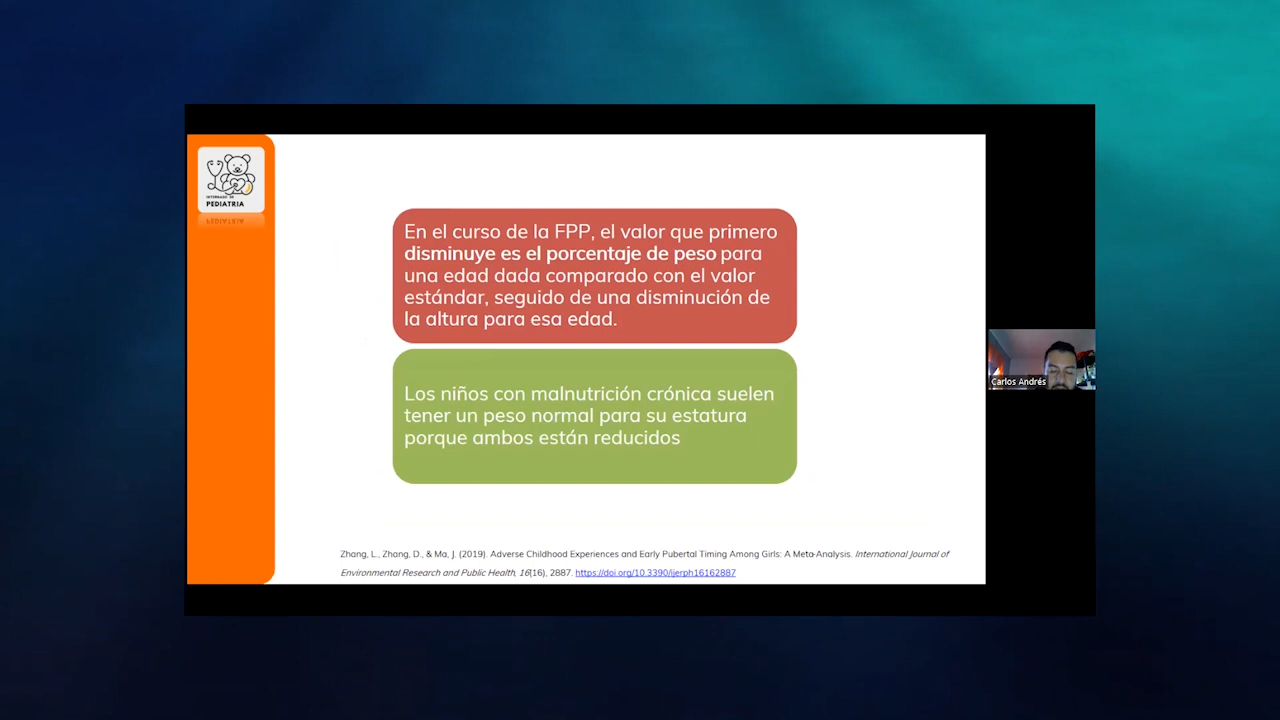 INTERNADO DE
PEDIATRIA
En el curso de la FPP, el valor que primero
disminuye es el porcentaje de peso para
una edad dada comparado con el valor
estándar, seguido de una disminución de
la altura para esa edad.
Los niños con malnutrición crónica suelen
tener un peso normal para su estatura
porque ambos están reducidos
Carlos Andrés
Zhang, L., Zhang, D., & Ma, J. (2019). Adverse Childhood Experiences and Early Pubertal Timing Among Girls: A Meta-Analysis. International Journal of
Environmental Research and Public Health, 16(16), 2887. https://doi.org/10.3390/ijerph16162887